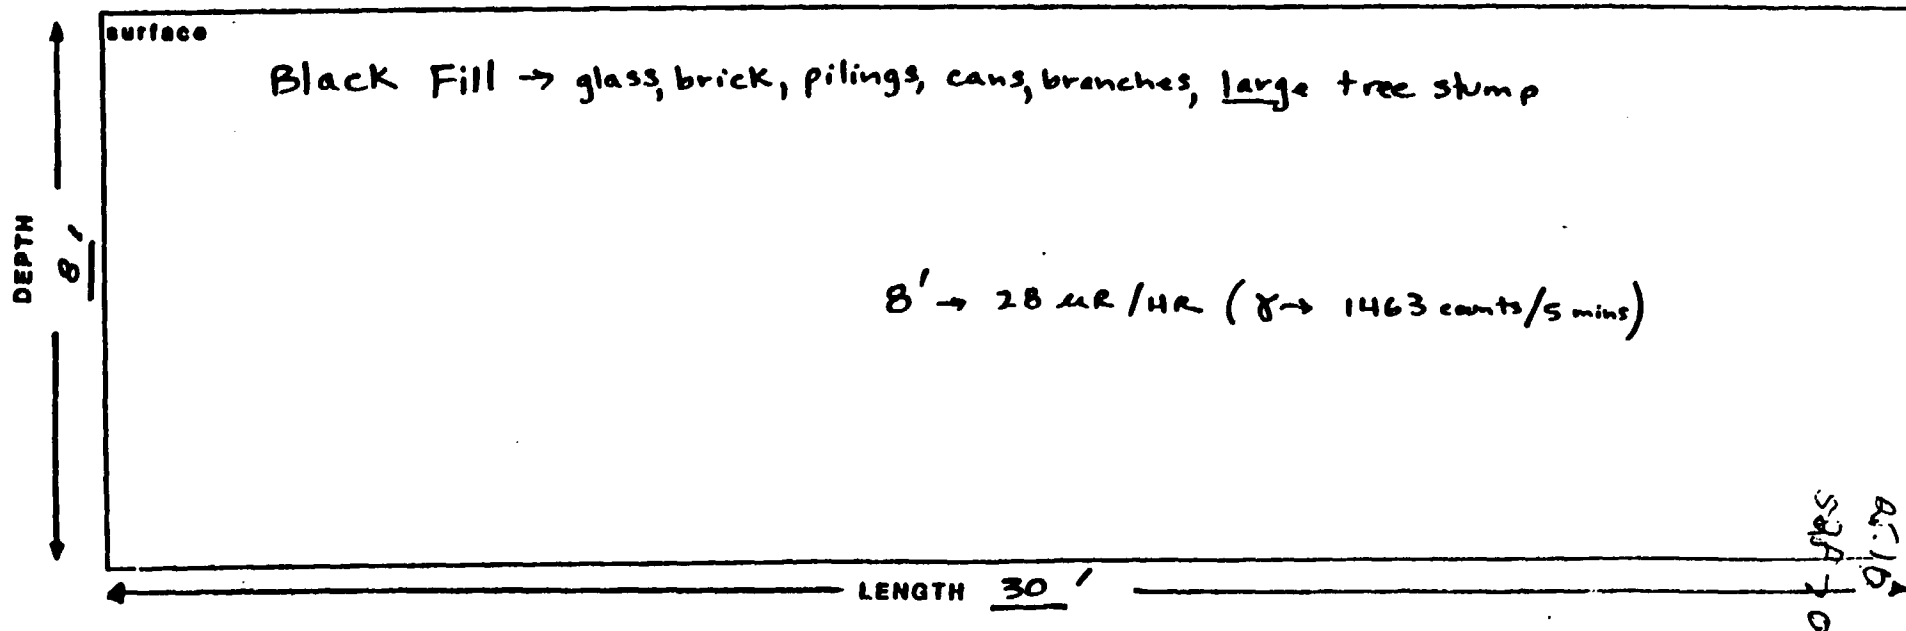 surface
Black Fill → glass, brick, pilings, cans, branches, large tree stump
DEPTH 8'
8' → 28 µR/HR (γ → 1463 counts/5 mins)
LENGTH 30'